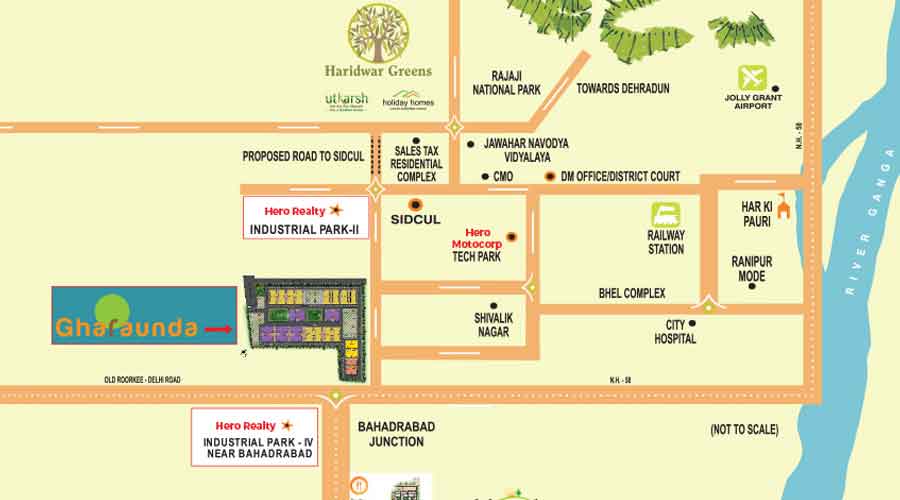 Haridwar Greens
utkarsh
holiday homes
RAJAJI
NATIONAL PARK
TOWARDS DEHRADUN
JOLLY GRANT
AIRPORT
N.H. - 58
PROPOSED ROAD TO SIDCUL
SALES TAX
RESIDENTIAL
COMPLEX
JAWAHAR NAVODYA
VIDYALAYA
CMO
DM OFFICE/DISTRICT COURT
Hero Realty
INDUSTRIAL PARK-II
SIDCUL
Hero
Motocorp
TECH PARK
RAILWAY
STATION
HAR KI
PAURI
RANIPUR
MODE
RIVER GANGA
Gharaunda
SHIVALIK
NAGAR
BHEL COMPLEX
CITY
HOSPITAL
OLD ROORKEE - DELHI ROAD
N.H. - 58
Hero Realty
INDUSTRIAL PARK - IV
NEAR BAHADRABAD
BAHADRABAD
JUNCTION
(NOT TO SCALE)